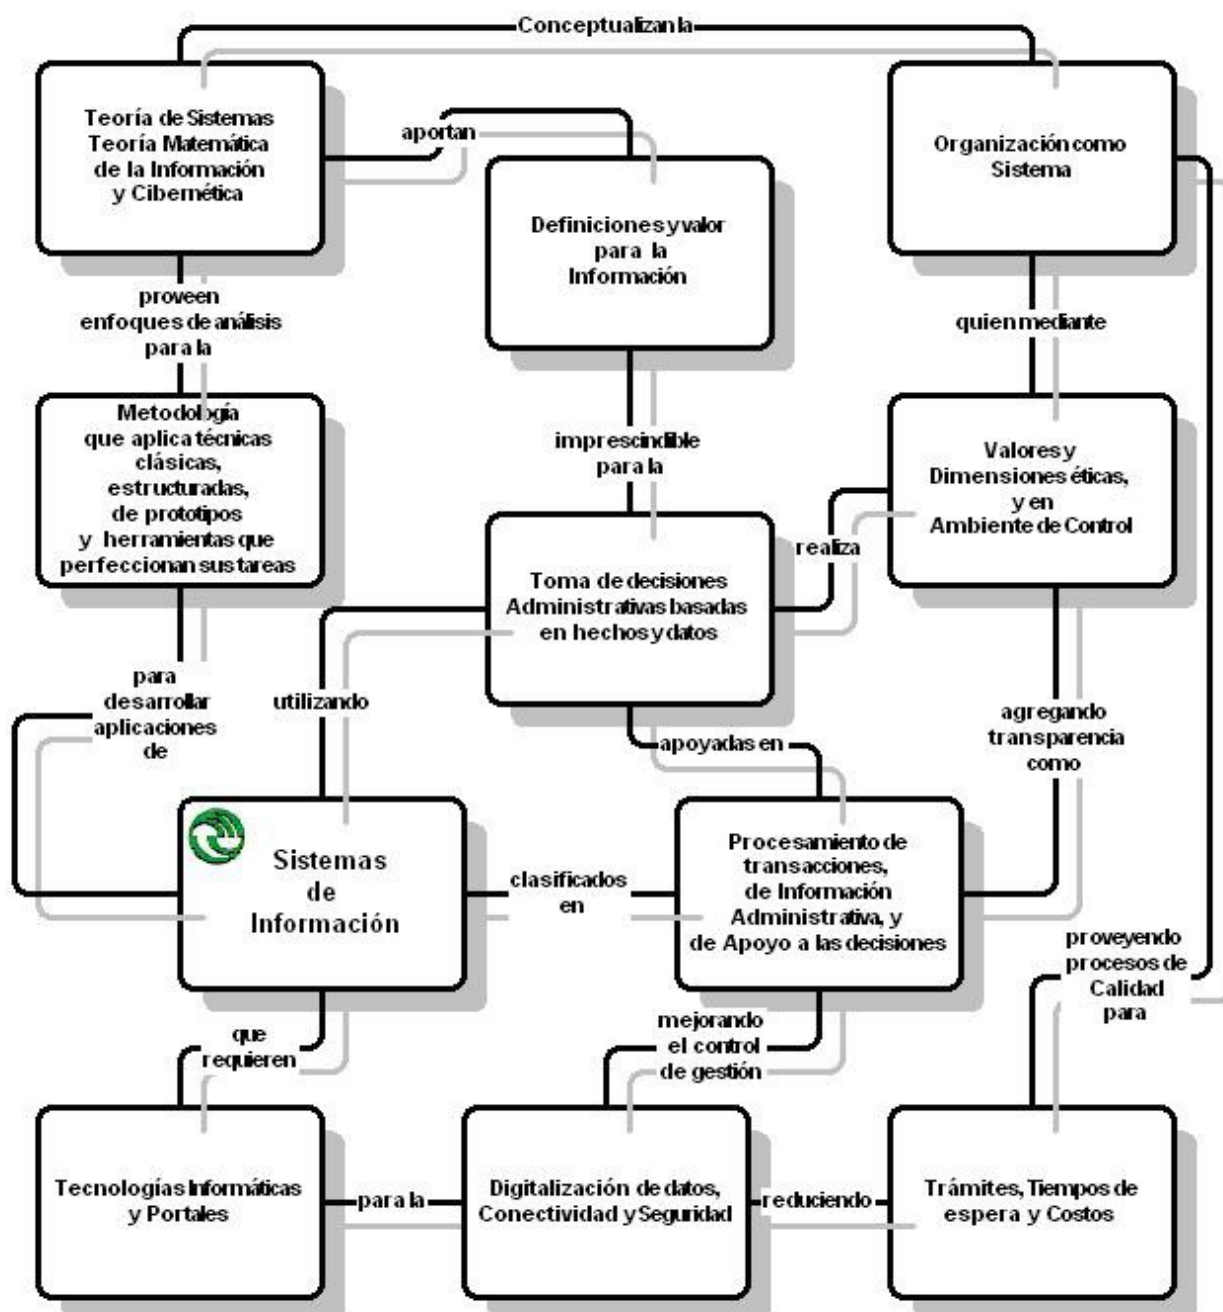 Conceptualizan la
Teoría de Sistemas
Teoría Matemática
de la Información
y Cibernética
aportan
Organización como
Sistema
Definiciones y valor
para la
Información
proveen
enfoques de análisis
para la
quien mediante
Metodología
que aplica técnicas
clásicas,
estructuradas,
de prototipos
y herramientas que
perfeccionan sus tareas
imprescindible
para la
Valores y
Dimensiones éticas,
y en
Ambiente de Control
realiza
Toma de decisiones
Administrativas basadas
en hechos y datos
para
desarrollar
aplicaciones
de
utilizando
apoyadas en
agregando
transparencia
como
Sistemas
de
Información
clasificados
en
Procesamiento de
transacciones,
de Información
Administrativa, y
de Apoyo a las decisiones
proveyendo
procesos de
Calidad
para
que
requieren
mejorando
el control
de gestión
Tecnologías Informáticas
y Portales
para la
Digitalización de datos,
Conectividad y Seguridad
reduciendo
Trámites, Tiempos de
espera y Costos